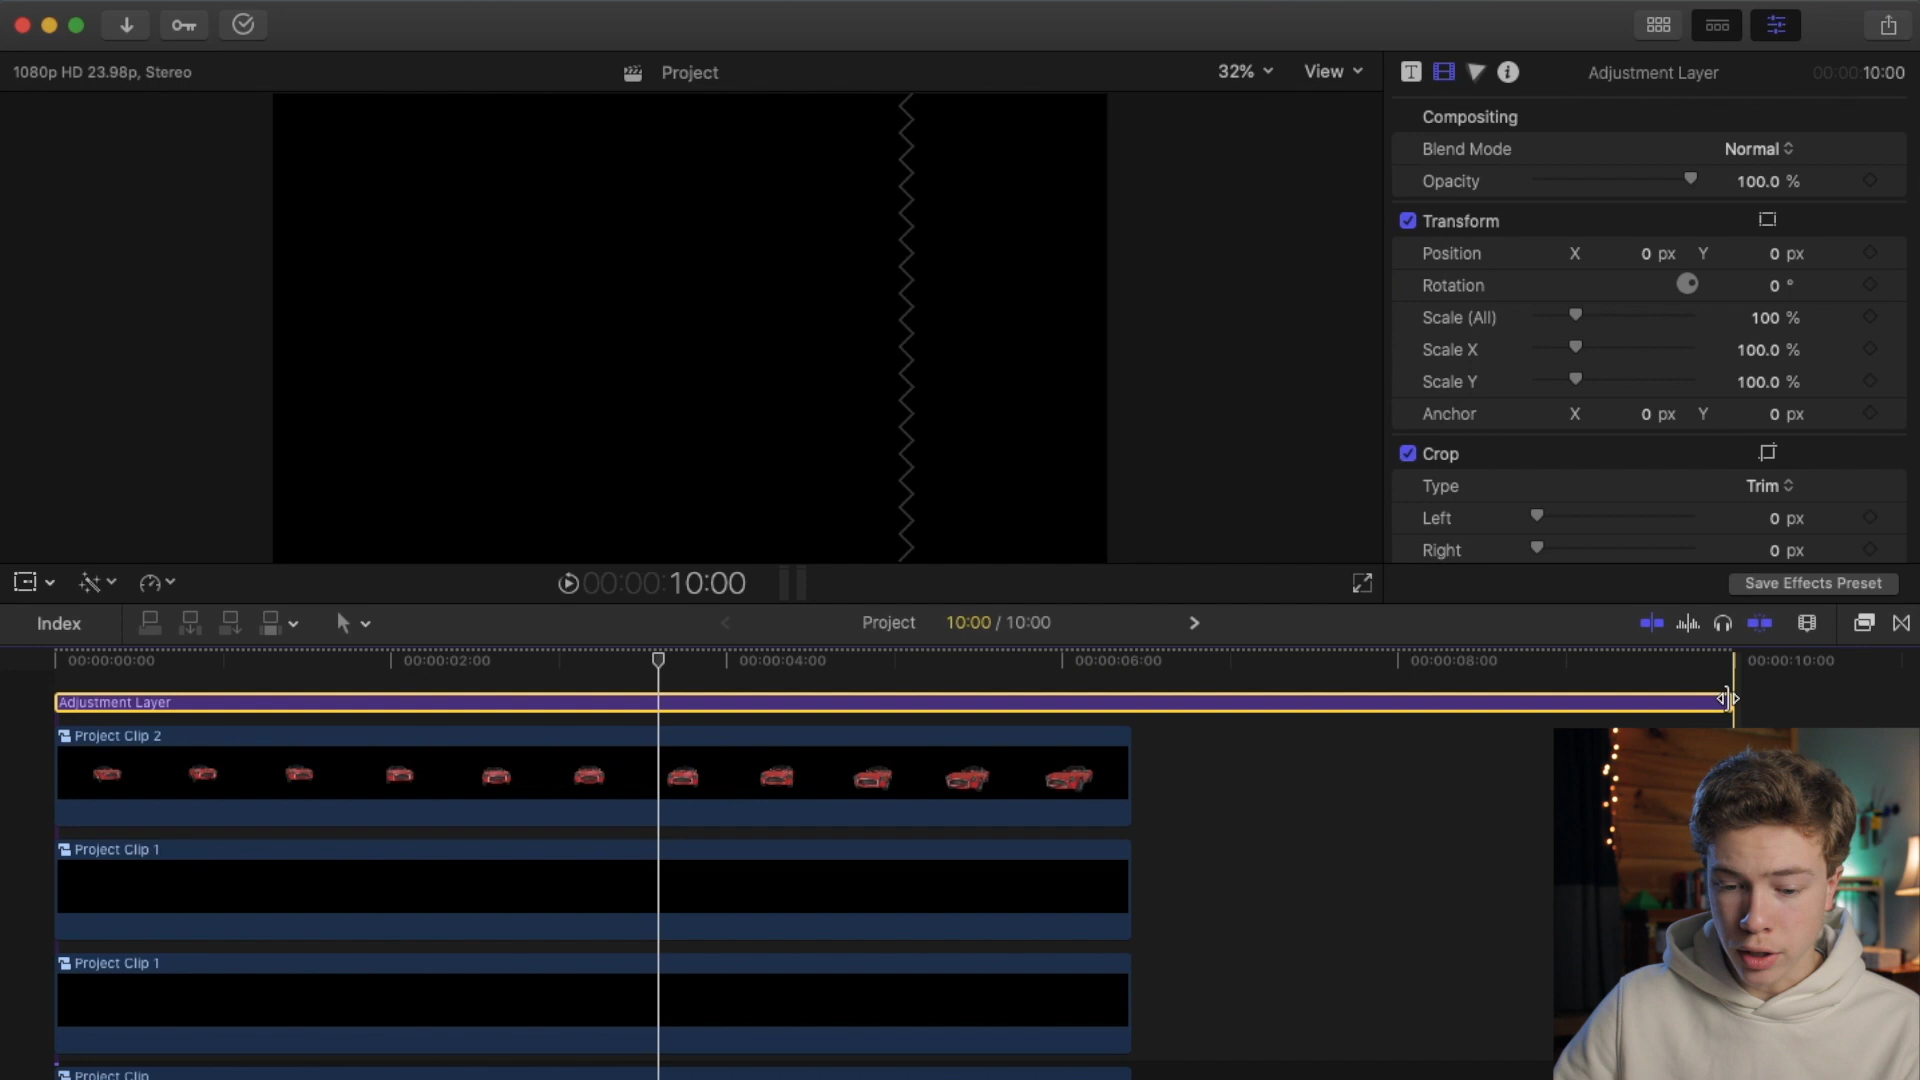 1080p HD 23.98p, Stereo
Project
32%
View
Adjustment Layer
00:00:10:00
Compositing
Blend Mode
Normal
Opacity
100.0 %
Transform
Position
X
0 px
Y
0 px
Rotation
0 °
Scale (All)
100 %
Scale X
100.0 %
Scale Y
100.0 %
Anchor
X
0 px
Y
0 px
Crop
Type
Trim
Left
0 px
Right
0 px
00:00:10:00
Save Effects Preset
Index
Project
10:00 / 10:00
00:00:00:00
00:00:02:00
00:00:04:00
00:00:06:00
00:00:08:00
00:00:10:00
Adjustment Layer
Project Clip 2
Project Clip 1
Project Clip 1
Project Clip